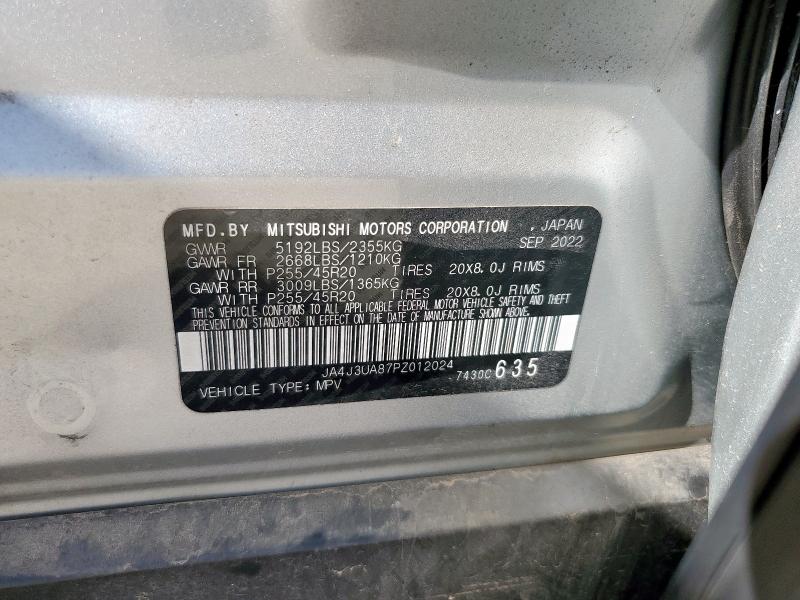 MFD.BY MITSUBISHI MOTORS CORPORATION , JAPAN
GVWR 5192LBS/2355KG SEP 2022
GAWR FR 2668LBS/1210KG
WITH P255/45R20 TIRES 20X8.0J RIMS
GAWR RR 3009LBS/1365KG
WITH P255/45R20 TIRES 20X8.0J RIMS
THIS VEHICLE CONFORMS TO ALL APPLICABLE FEDERAL MOTOR VEHICLE SAFETY AND THEFT
PREVENTION STANDARDS IN EFFECT ON THE DATE OF MANUFACTURE SHOWN ABOVE.
JA4J3UA87PZ012024 7430C 635
VEHICLE TYPE: MPV